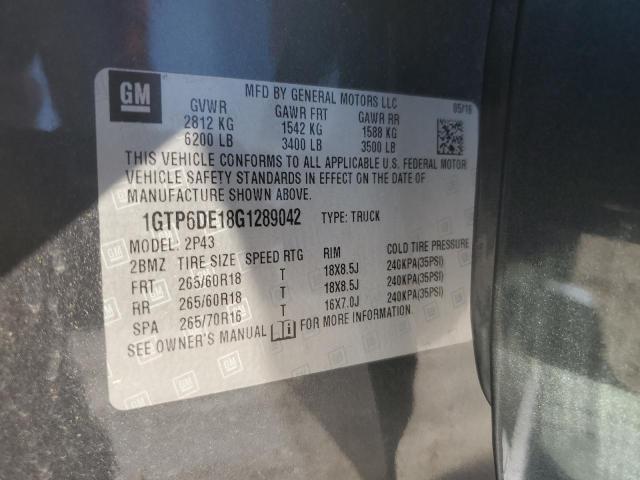 GM
MFD BY GENERAL MOTORS LLC
05/16
GVWR GAWR FRT GAWR RR
2812 KG 1542 KG 1588 KG
6200 LB 3400 LB 3500 LB
THIS VEHICLE CONFORMS TO ALL APPLICABLE U.S. FEDERAL MOTOR
VEHICLE SAFETY STANDARDS IN EFFECT ON THE DATE OF
MANUFACTURE SHOWN ABOVE.
1GTP6DE18G1289042 TYPE: TRUCK
MODEL: 2P43
2BMZ TIRE SIZE SPEED RTG RIM COLD TIRE PRESSURE
FRT 265/60R18 T 18X8.5J 240KPA(35PSI)
RR 265/60R18 T 18X8.5J 240KPA(35PSI)
SPA 265/70R16 T 16X7.0J 240KPA(35PSI)
SEE OWNER'S MANUAL FOR MORE INFORMATION.